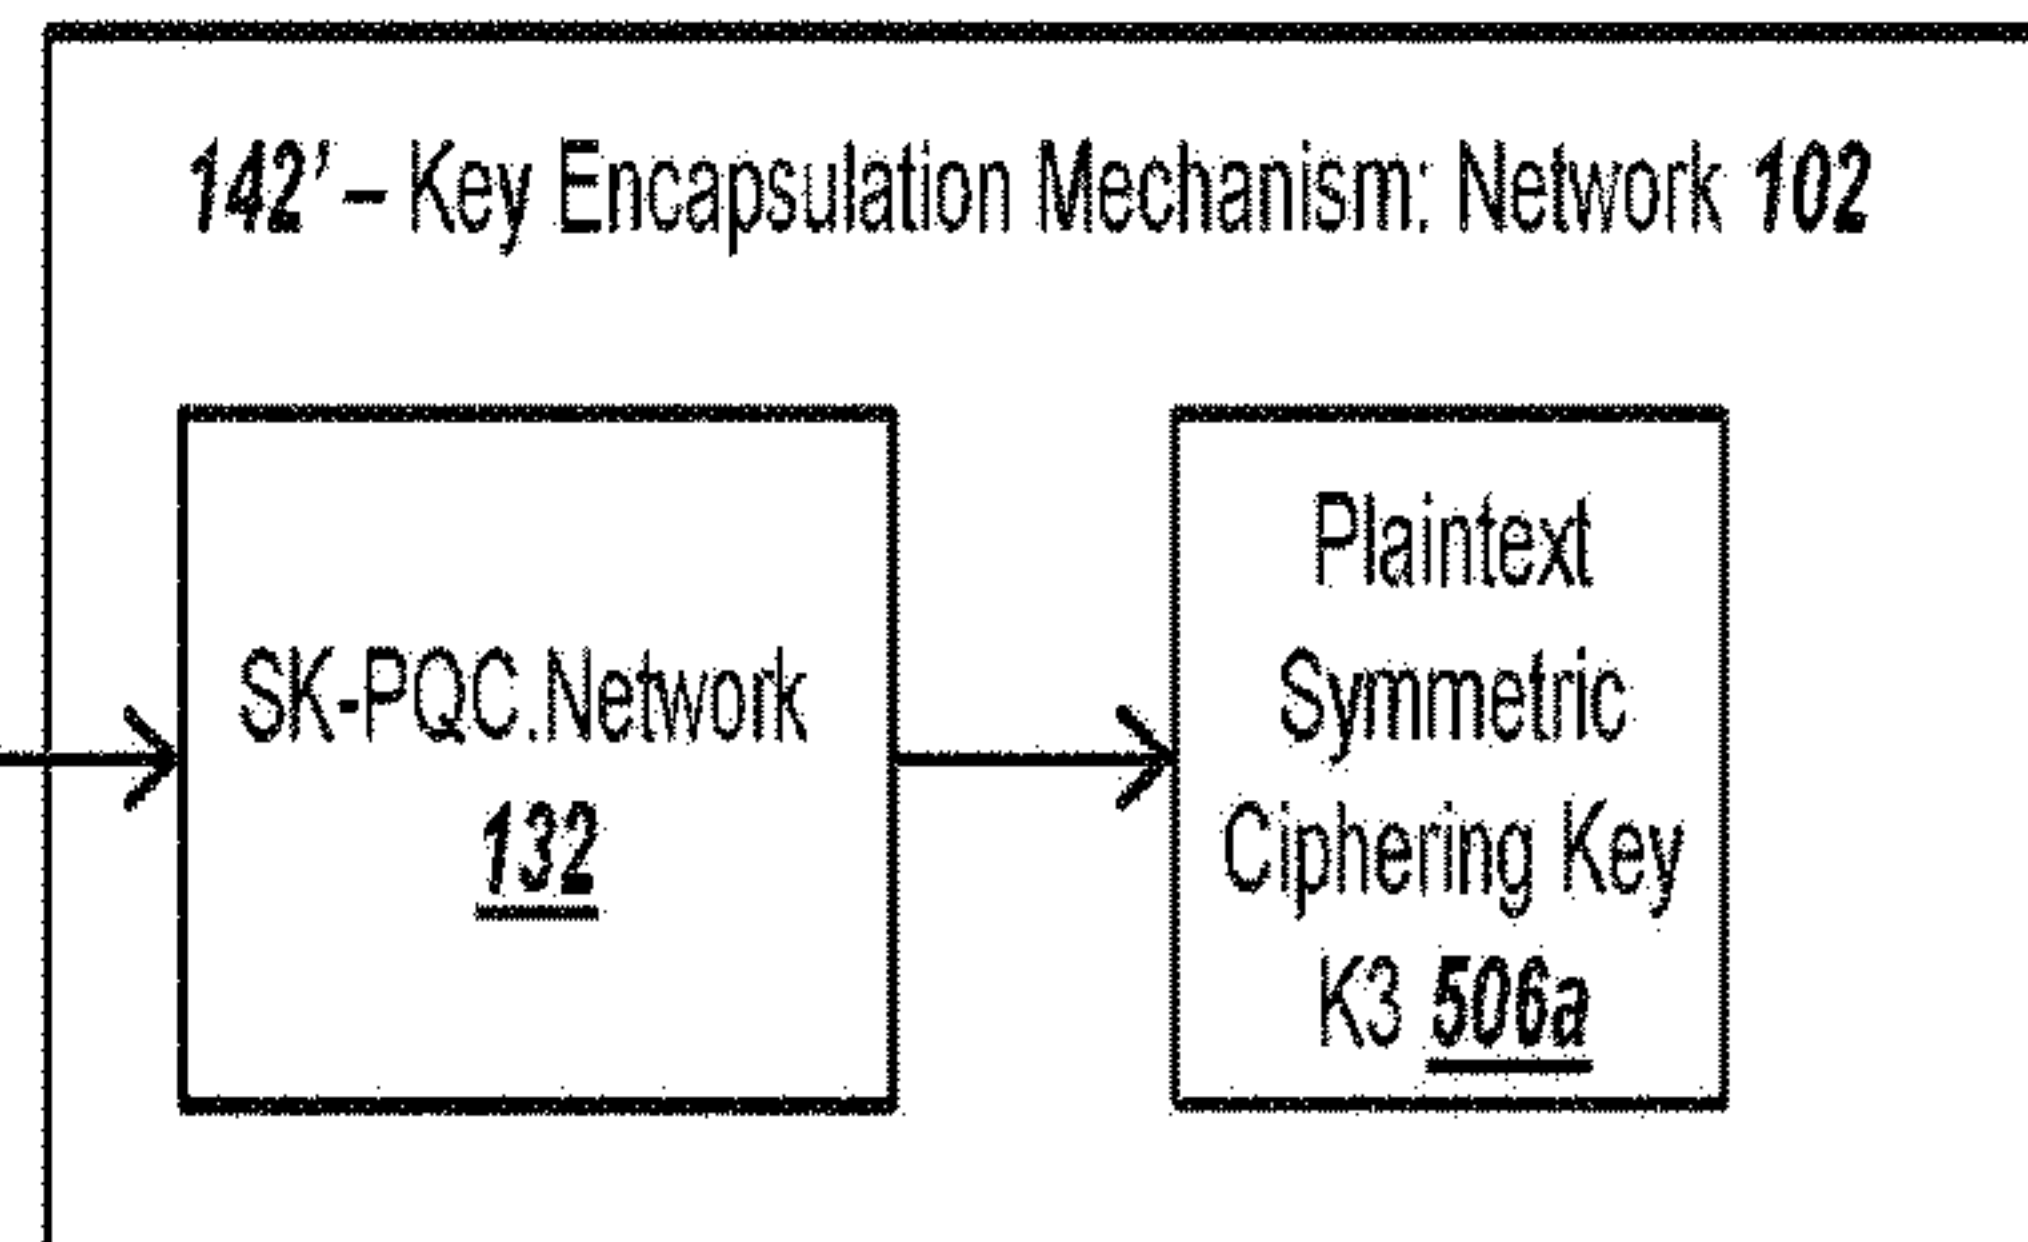 142' – Key Encapsulation Mechanism: Network 102
SK-PQC.Network
132
Plaintext
Symmetric
Ciphering Key
K3 506a